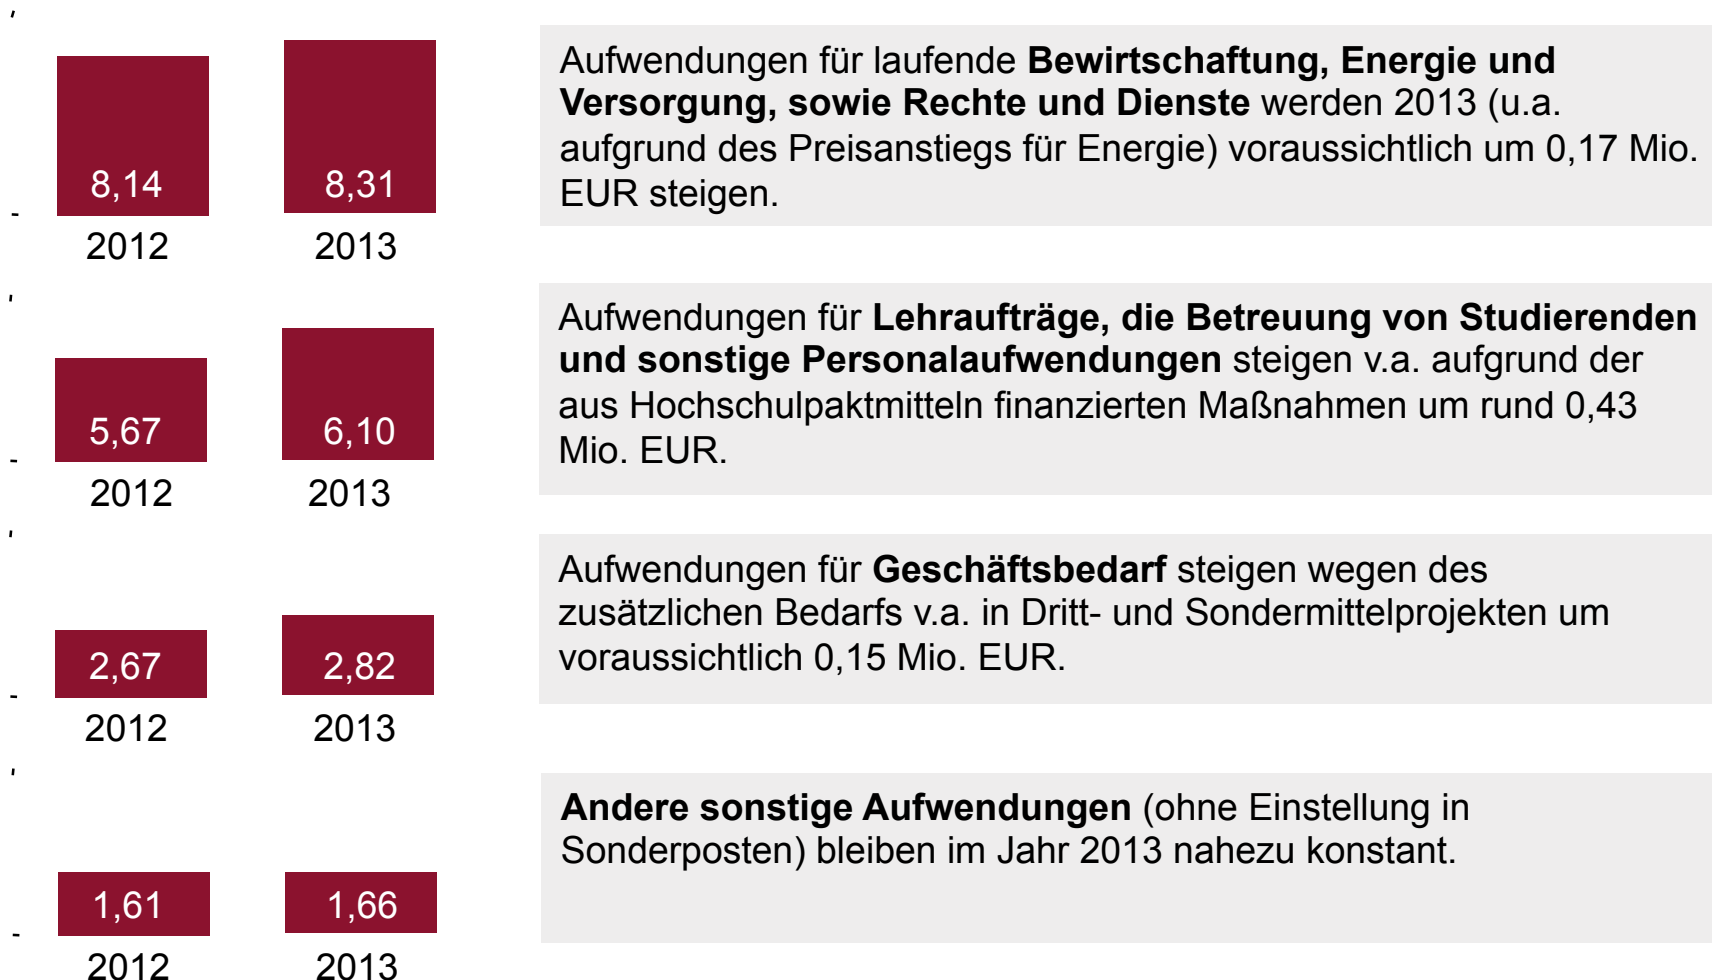 8,14
8,31
2012
2013
Aufwendungen für laufende Bewirtschaftung, Energie und
Versorgung, sowie Rechte und Dienste werden 2013 (u.a.
aufgrund des Preisanstiegs für Energie) voraussichtlich um 0,17 Mio.
EUR steigen.
5,67
6,10
2012
2013
Aufwendungen für Lehraufträge, die Betreuung von Studierenden
und sonstige Personalaufwendungen steigen v.a. aufgrund der
aus Hochschulpaktmitteln finanzierten Maßnahmen um rund 0,43
Mio. EUR.
2,67
2,82
2012
2013
Aufwendungen für Geschäftsbedarf steigen wegen des
zusätzlichen Bedarfs v.a. in Dritt- und Sondermittelprojekten um
voraussichtlich 0,15 Mio. EUR.
1,61
1,66
2012
2013
Andere sonstige Aufwendungen (ohne Einstellung in
Sonderposten) bleiben im Jahr 2013 nahezu konstant.